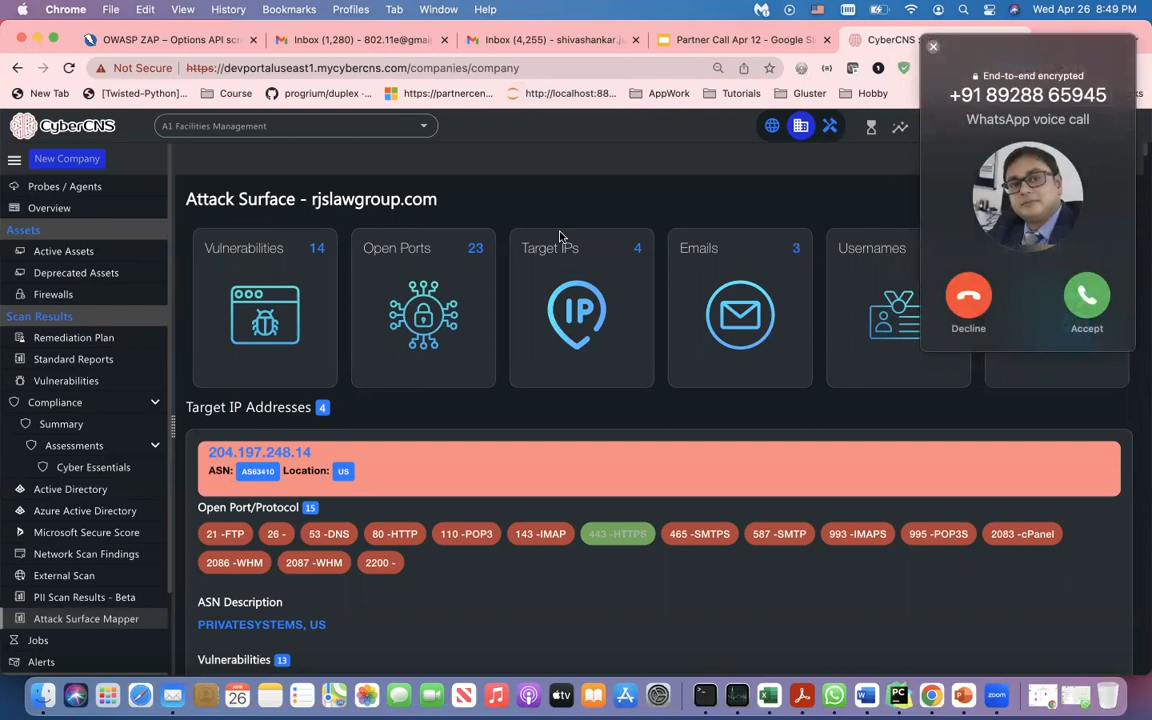 Chrome File Edit View History Bookmarks Profiles Tab Window Help Wed Apr 26 8:49 PM
OWASP ZAP – Options API scr
Inbox (1,280) - 802.11e@gmai
Inbox (4,255) - shivashankar.
Partner Call Apr 12 - Google Sl
CyberCNS
Not Secure https://devportaluseast1.mycybercns.com/companies/company
New Tab [Twisted-Python]... Course progrium/duplex -... https://partnercen... http://localhost:88... AppWork Tutorials Gluster Hobby
CyberCNS
A1 Facilities Management
End-to-end encrypted
+91 89288 65945
WhatsApp voice call
Decline Accept
New Company
Probes / Agents
Overview
Assets
Active Assets
Deprecated Assets
Firewalls
Scan Results
Remediation Plan
Standard Reports
Vulnerabilities
Compliance
Summary
Assessments
Cyber Essentials
Active Directory
Azure Active Directory
Microsoft Secure Score
Network Scan Findings
External Scan
PII Scan Results - Beta
Attack Surface Mapper
Jobs
Alerts
Attack Surface - rjslawgroup.com
Vulnerabilities 14
Open Ports 23
Target IPs 4
Emails 3
Usernames
Target IP Addresses 4
204.197.248.14
ASN: AS63410 Location: US
Open Port/Protocol 15
21 -FTP 26 - 53 -DNS 80 -HTTP 110 -POP3 143 -IMAP 443 -HTTPS 465 -SMTPS 587 -SMTP 993 -IMAPS 995 -POP3S 2083 -cPanel
2086 -WHM 2087 -WHM 2200 -
ASN Description
PRIVATESYSTEMS, US
Vulnerabilities 13